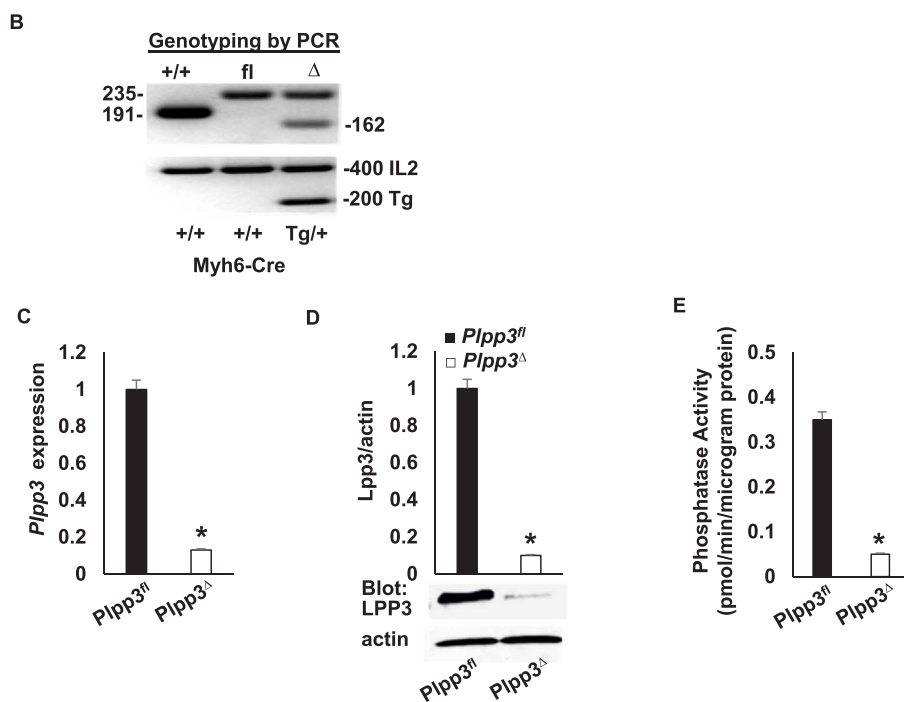 B
Genotyping by PCR
+/+ fl Δ
235-
191-
-162
-400 IL2
-200 Tg
+/+ +/+ Tg/+
Myh6-Cre
C
Plpp3 expression
1.2
1
0.8
0.6
0.4
0.2
0
*
Plpp3fl Plpp3Δ
D
Plpp3fl
Plpp3Δ
Lpp3/actin
1.2
1
0.8
0.6
0.4
0.2
0
*
Blot:
LPP3
actin
Plpp3fl Plpp3Δ
E
Phosphatase Activity
(pmol/min/microgram protein)
0.5
0.4
0.3
0.2
0.1
0
*
Plpp3fl Plpp3Δ